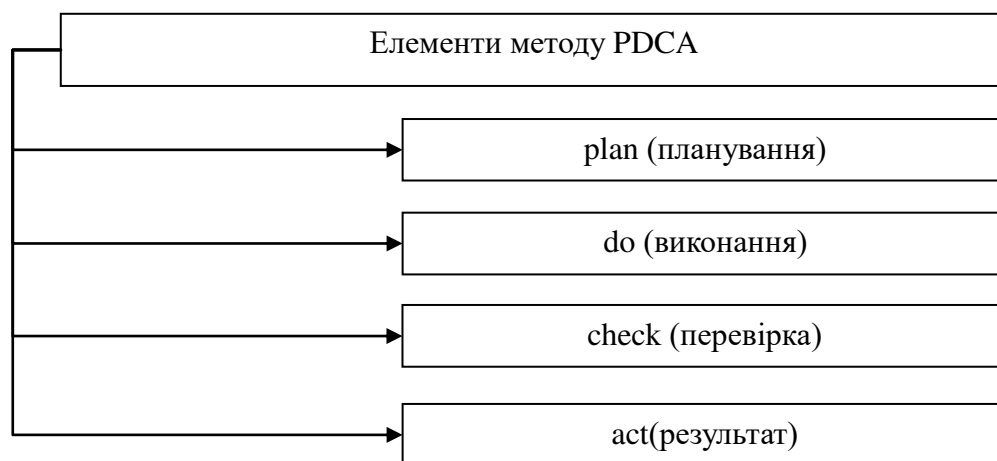 Елементи методу PDCA
plan (планування)
do (виконання)
check (перевірка)
act(результат)